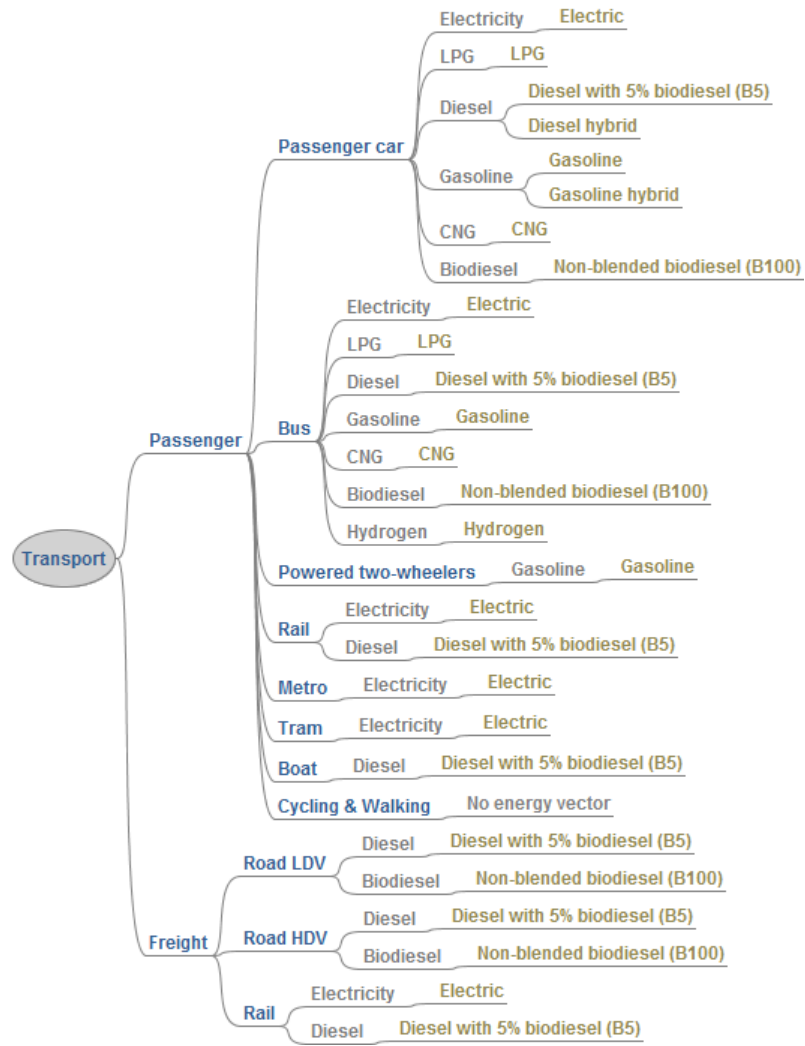 Electricity Electric
LPG LPG
Diesel with 5% biodiesel (B5)
Diesel
Diesel hybrid
Passenger car
Gasoline
Gasoline
Gasoline hybrid
CNG CNG
Biodiesel Non-blended biodiesel (B100)
Electricity Electric
LPG LPG
Diesel Diesel with 5% biodiesel (B5)
Gasoline Gasoline
Passenger Bus
CNG CNG
Biodiesel Non-blended biodiesel (B100)
Hydrogen Hydrogen
Transport
Powered two-wheelers Gasoline Gasoline
Electricity Electric
Rail
Diesel Diesel with 5% biodiesel (B5)
Metro Electricity Electric
Tram Electricity Electric
Boat Diesel Diesel with 5% biodiesel (B5)
Cycling & Walking No energy vector
Diesel Diesel with 5% biodiesel (B5)
Road LDV
Biodiesel Non-blended biodiesel (B100)
Diesel Diesel with 5% biodiesel (B5)
Freight Road HDV
Biodiesel Non-blended biodiesel (B100)
Electricity Electric
Rail
Diesel Diesel with 5% biodiesel (B5)